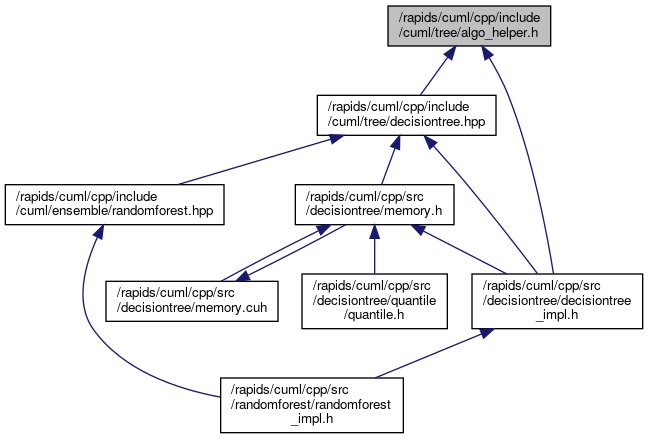 /rapids/cuml/cpp/include
/cuml/tree/algo_helper.h
/rapids/cuml/cpp/include
/cuml/tree/decisiontree.hpp
/rapids/cuml/cpp/include
/cuml/ensemble/randomforest.hpp
/rapids/cuml/cpp/src
/decisiontree/memory.h
/rapids/cuml/cpp/src
/decisiontree/memory.cuh
/rapids/cuml/cpp/src
/decisiontree/quantile
/quantile.h
/rapids/cuml/cpp/src
/decisiontree/decisiontree
_impl.h
/rapids/cuml/cpp/src
/randomforest/randomforest
_impl.h